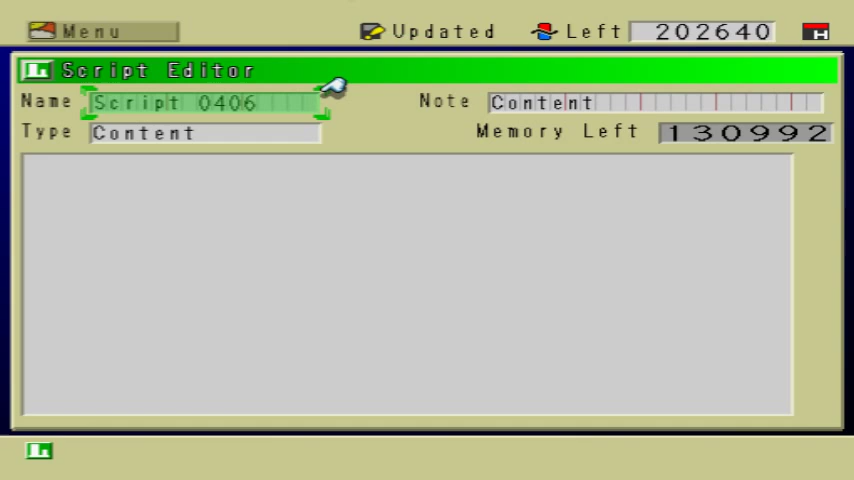 Menu Updated Left 202640
Script Editor
Name Script 0406 Note Content
Type Content Memory Left 130992